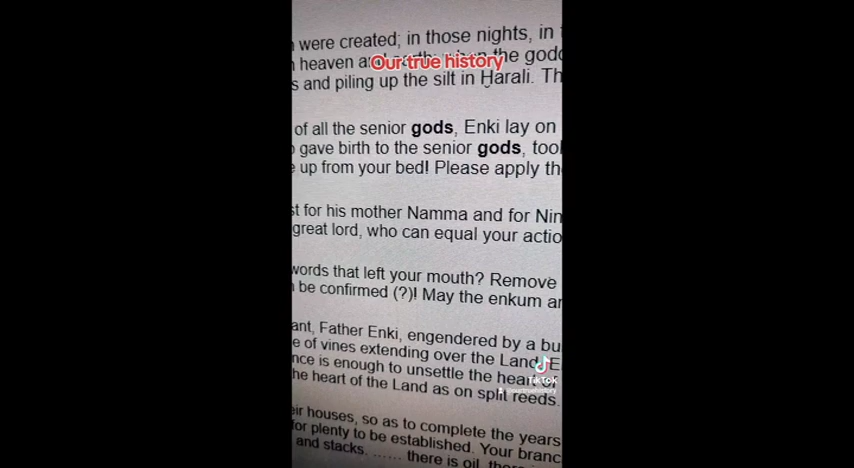 were created; in those nights, in
heaven
Our true history
the
s and piling up the silt in Ḫarali. Th
of all the senior gods, Enki lay on
gave birth to the senior gods, too
up from your bed! Please apply th
st for his mother Namma and for Nin
great lord, who can equal your actio
words that left your mouth? Remove
be confirmed (?)! May the enkum
ant, Father Enki, engendered by a bu
e of vines extending over the Land. E
nce is enough to unsettle the heart of
he heart of the Land as on split reeds.
TikTok
@ourtruehistory
eir houses, so as to complete the years
for plenty to be established. Your branc
and stacks. ...... there is oil,